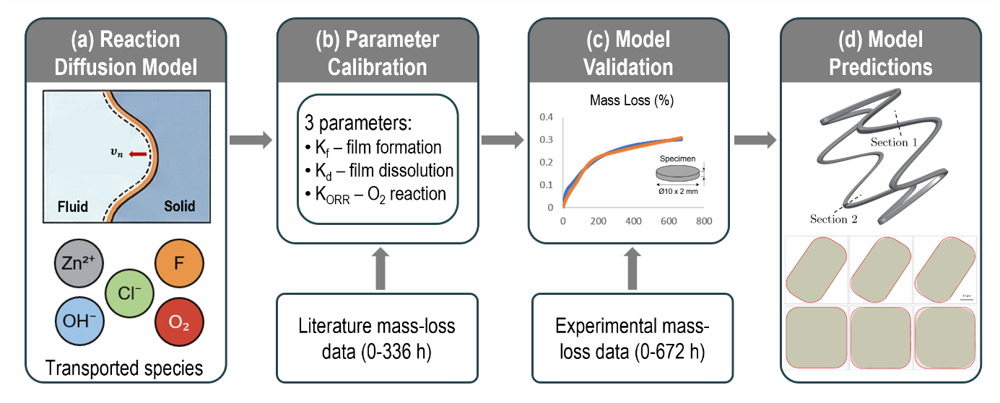 (a) Reaction
Diffusion Model
vₙ
Fluid
Solid
Zn²⁺
F
Cl⁻
OH⁻
O₂
Transported species
(b) Parameter
Calibration
3 parameters:
• K_f – film formation
• K_d – film dissolution
• K_ORR – O₂ reaction
Literature mass-loss
data (0-336 h)
(c) Model
Validation
Mass Loss (%)
0.4
0.3
0.2
0.1
0
0
200
400
600
800
Specimen
Ø10 x 2 mm
Experimental mass-
loss data (0-672 h)
(d) Model
Predictions
Section 1
Section 2